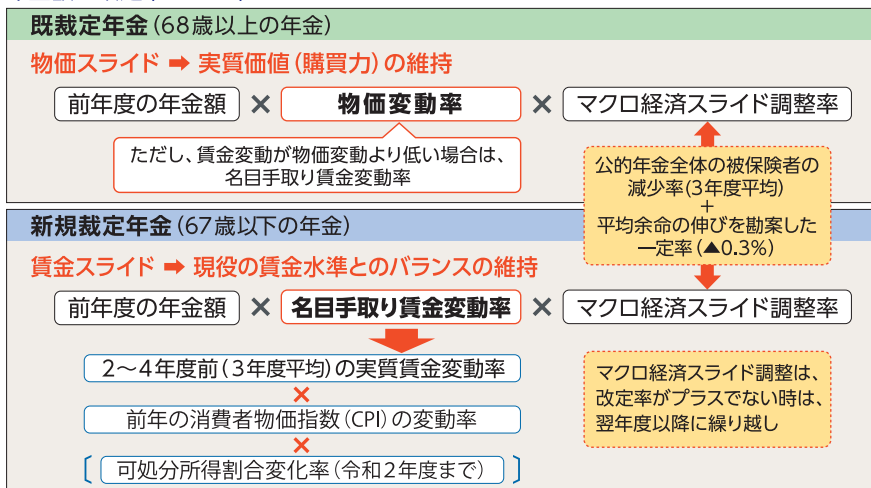 既裁定年金(68歳以上の年金)
物価スライド ➡ 実質価値(購買力)の維持
前年度の年金額 × 物価変動率 × マクロ経済スライド調整率
ただし、賃金変動が物価変動より低い場合は、
名目手取り賃金変動率
公的年金全体の被保険者の
減少率(3年度平均)
+
平均余命の伸びを勘案した
一定率(▲0.3%)
新規裁定年金(67歳以下の年金)
賃金スライド ➡ 現役の賃金水準とのバランスの維持
前年度の年金額 × 名目手取り賃金変動率 × マクロ経済スライド調整率
2～4年度前(3年度平均)の実質賃金変動率
×
前年の消費者物価指数(CPI)の変動率
×
〔可処分所得割合変化率(令和2年度まで)〕
マクロ経済スライド調整は、
改定率がプラスでない時は、
翌年度以降に繰り越し